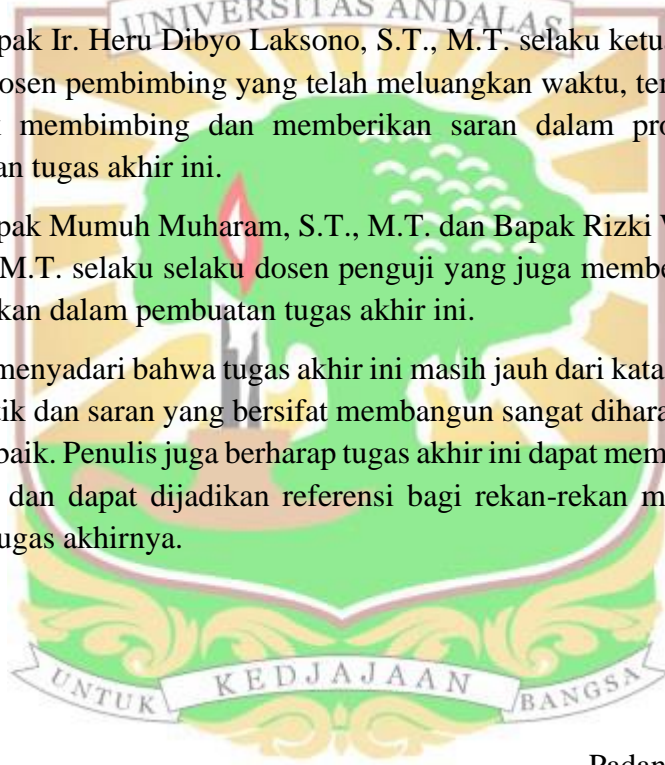 UNIVERSITAS ANDALAS
pak Ir. Heru Dibyo Laksono, S.T., M.T. selaku ketua
osen pembimbing yang telah meluangkan waktu, ten
membimbing dan memberikan saran dalam pro
an tugas akhir ini.
pak Mumuh Muharam, S.T., M.T. dan Bapak Rizki
M.T. selaku selaku dosen penguji yang juga membe
kan dalam pembuatan tugas akhir ini.
menyadari bahwa tugas akhir ini masih jauh dari kata
tik dan saran yang bersifat membangun sangat dihara
baik. Penulis juga berharap tugas akhir ini dapat mem
dan dapat dijadikan referensi bagi rekan-rekan m
ugas akhirnya.
UNTUK KEDJAJAAN BANGSA
Padan